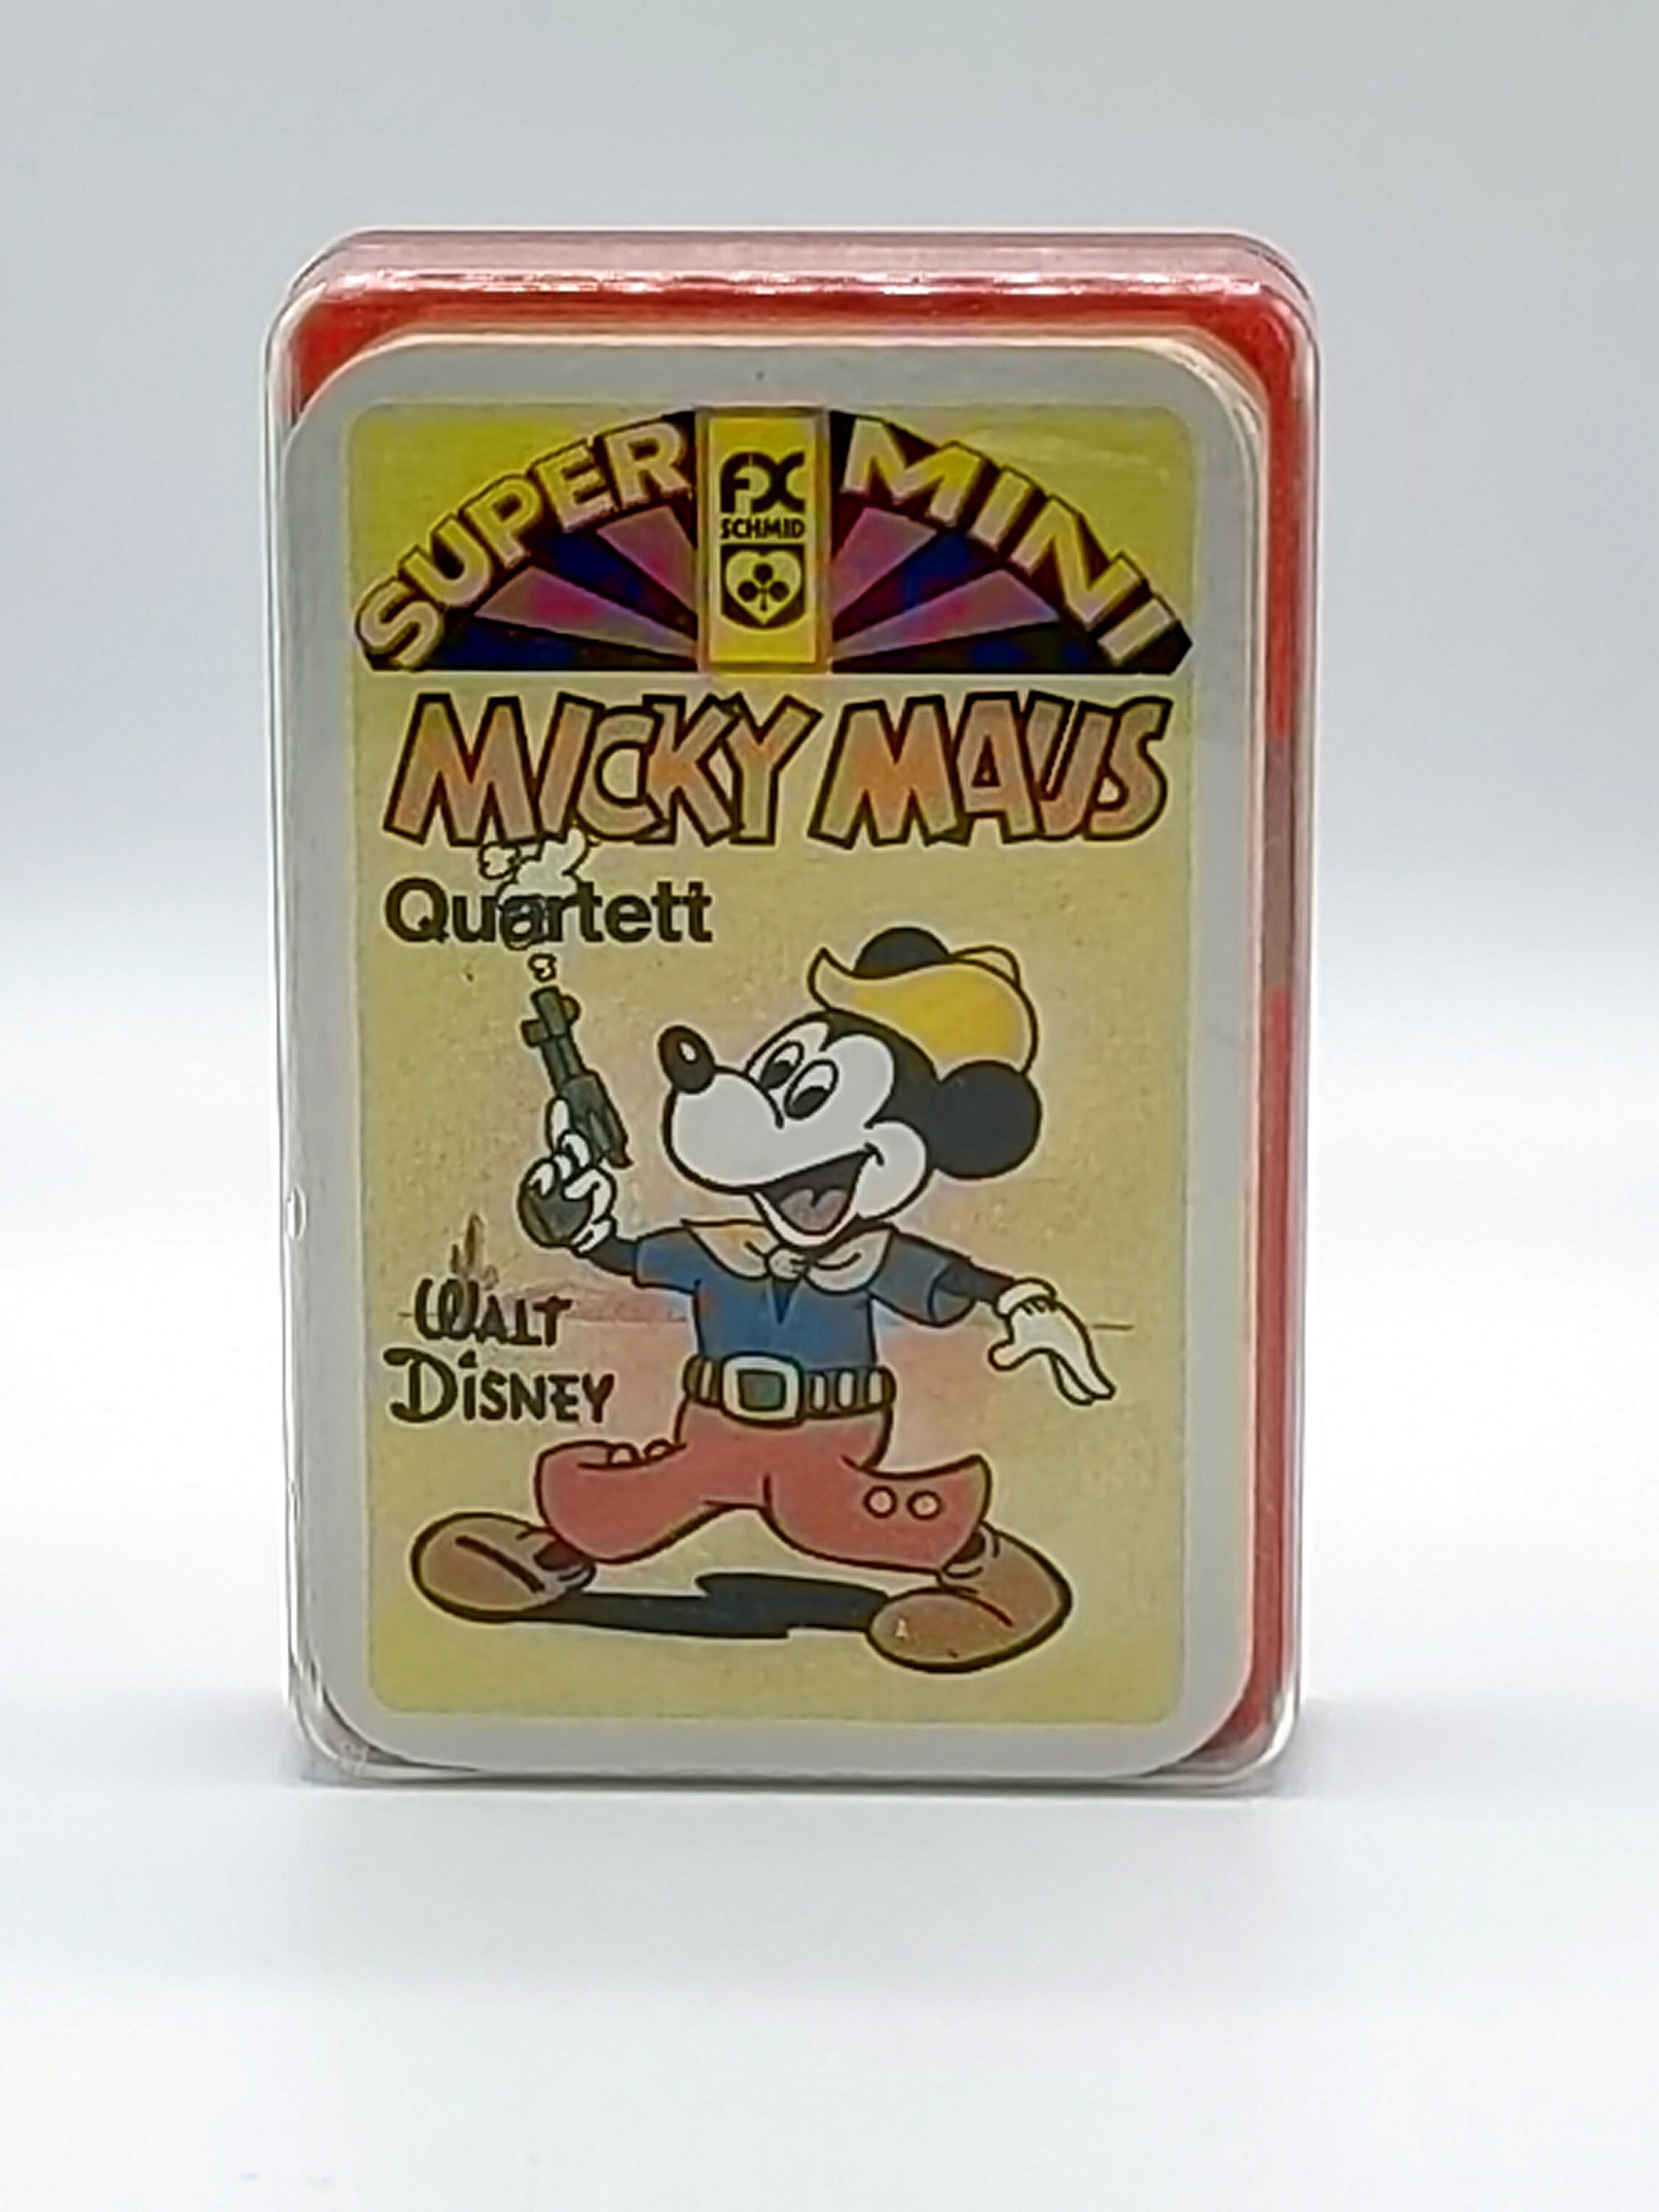 SUPER MINI
FX
SCHMID
MICKY MAUS
Quartett
WALT
DISNEY